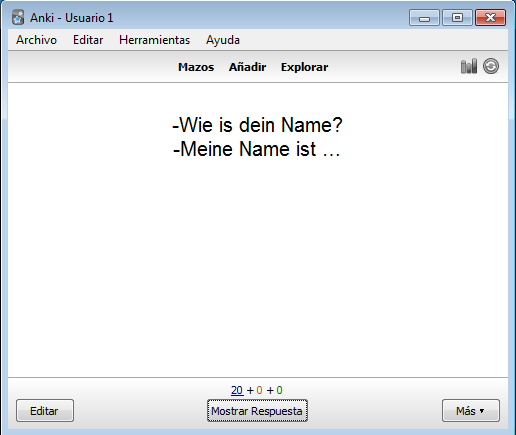 Anki - Usuario 1
Archivo Editar Herramientas Ayuda
Mazos Añadir Explorar
-Wie is dein Name?
-Meine Name ist …
20 + 0 + 0
Editar Mostrar Respuesta Más